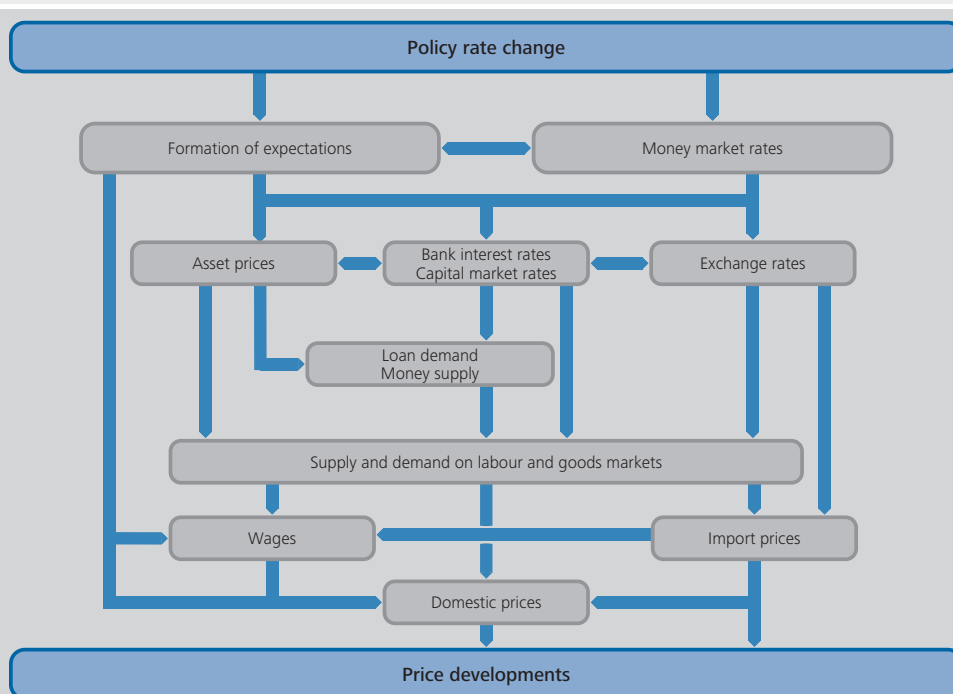 Policy rate change
Formation of expectations
Money market rates
Asset prices
Bank interest rates
Capital market rates
Exchange rates
Loan demand
Money supply
Supply and demand on labour and goods markets
Wages
Import prices
Domestic prices
Price developments